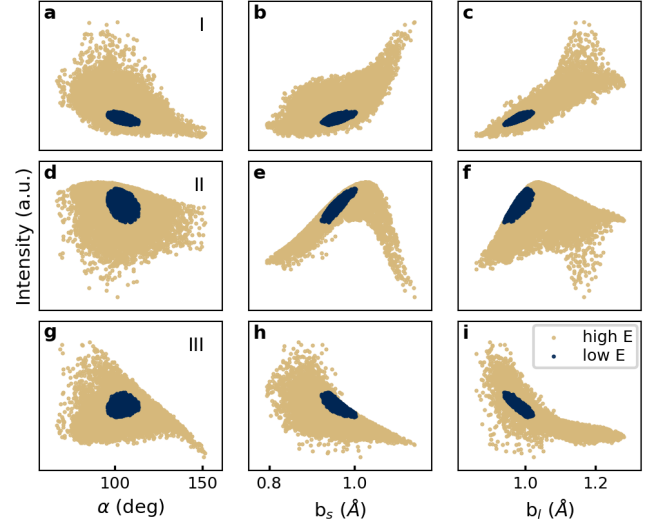 a
I
b
c
d
II
e
f
g
III
h
i
high E
low E
Intensity (a.u.)
100
150
0.8
1.0
1.0
1.2
α (deg)
b_s (Å)
b_l (Å)